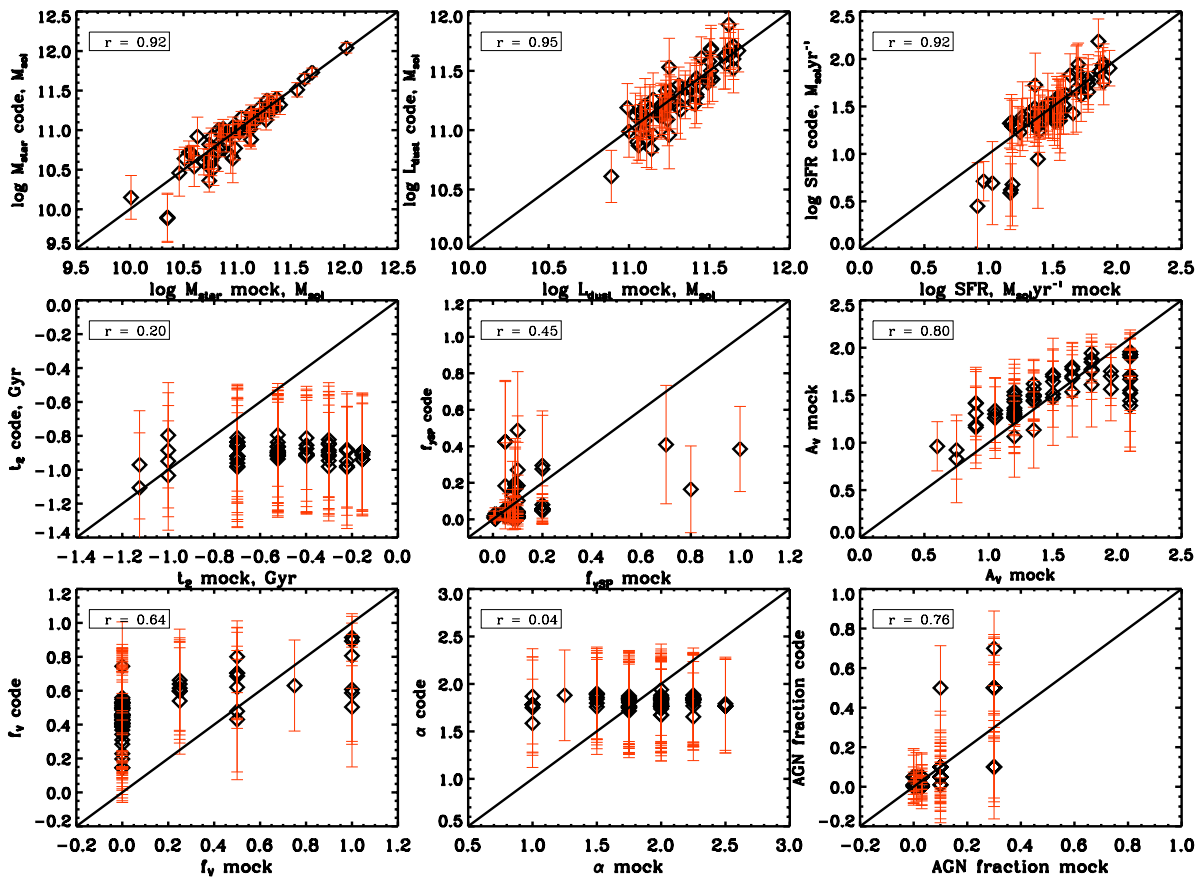 r = 0.92
12.5
12.0
11.5
11.0
10.5
10.0
9.5
log M_star code, M_sol
9.5 10.0 10.5 11.0 11.5 12.0 12.5
log M_star mock, M_sol
r = 0.95
12.0
11.5
11.0
10.5
10.0
log L_dust code, M_sol
10.0 10.5 11.0 11.5 12.0
log L_dust mock, M_sol
r = 0.92
2.5
2.0
1.5
1.0
0.5
0.0
log SFR code, M_sol yr⁻¹
0.0 0.5 1.0 1.5 2.0 2.5
log SFR, M_sol yr⁻¹ mock
r = 0.20
0.0
−0.2
−0.4
−0.6
−0.8
−1.0
−1.2
−1.4
t_2 code, Gyr
−1.4 −1.2 −1.0 −0.8 −0.6 −0.4 −0.2 0.0
t_2 mock, Gyr
r = 0.45
1.2
1.0
0.8
0.6
0.4
0.2
0.0
f_ySP code
0.0 0.2 0.4 0.6 0.8 1.0 1.2
f_ySP mock
r = 0.80
2.5
2.0
1.5
1.0
0.5
0.0
A_V mock
0.0 0.5 1.0 1.5 2.0 2.5
A_V mock
r = 0.64
1.2
1.0
0.8
0.6
0.4
0.2
0.0
−0.2
f_V code
−0.2 0.0 0.2 0.4 0.6 0.8 1.0 1.2
f_V mock
r = 0.04
3.0
2.5
2.0
1.5
1.0
0.5
α code
0.5 1.0 1.5 2.0 2.5 3.0
α mock
r = 0.76
1.0
0.8
0.6
0.4
0.2
0.0
−0.2
AGN fraction code
−0.2 0.0 0.2 0.4 0.6 0.8 1.0
AGN fraction mock